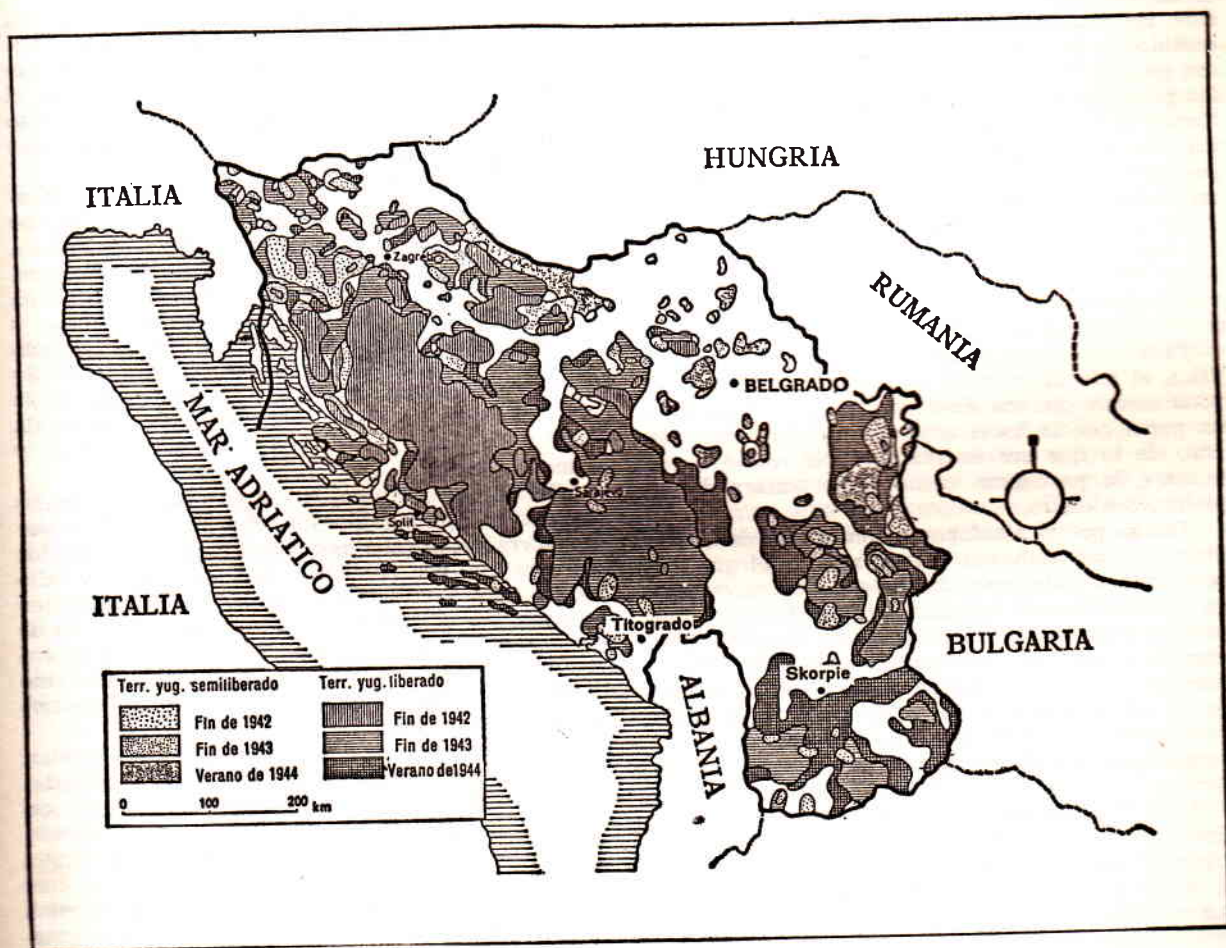 HUNGRIA
ITALIA
RUMANIA
Zagreb
BELGRADO
MAR ADRIATICO
Sarajevo
Split
ITALIA
Titogrado
BULGARIA
Skorpie
ALBANIA
Terr. yug. semiliberado
Fin de 1942
Fin de 1943
Verano de 1944
Terr. yug. liberado
Fin de 1942
Fin de 1943
Verano de1944
0 100 200 km